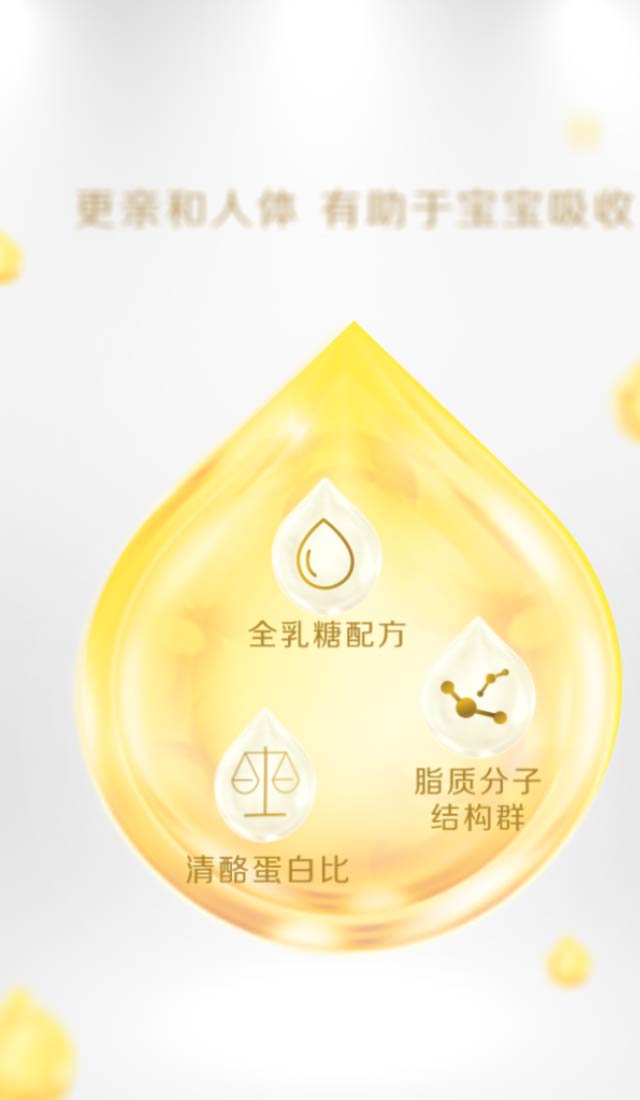 更亲和人体 有助于宝宝吸收
全乳糖配方
脂质分子
结构群
清酪蛋白比